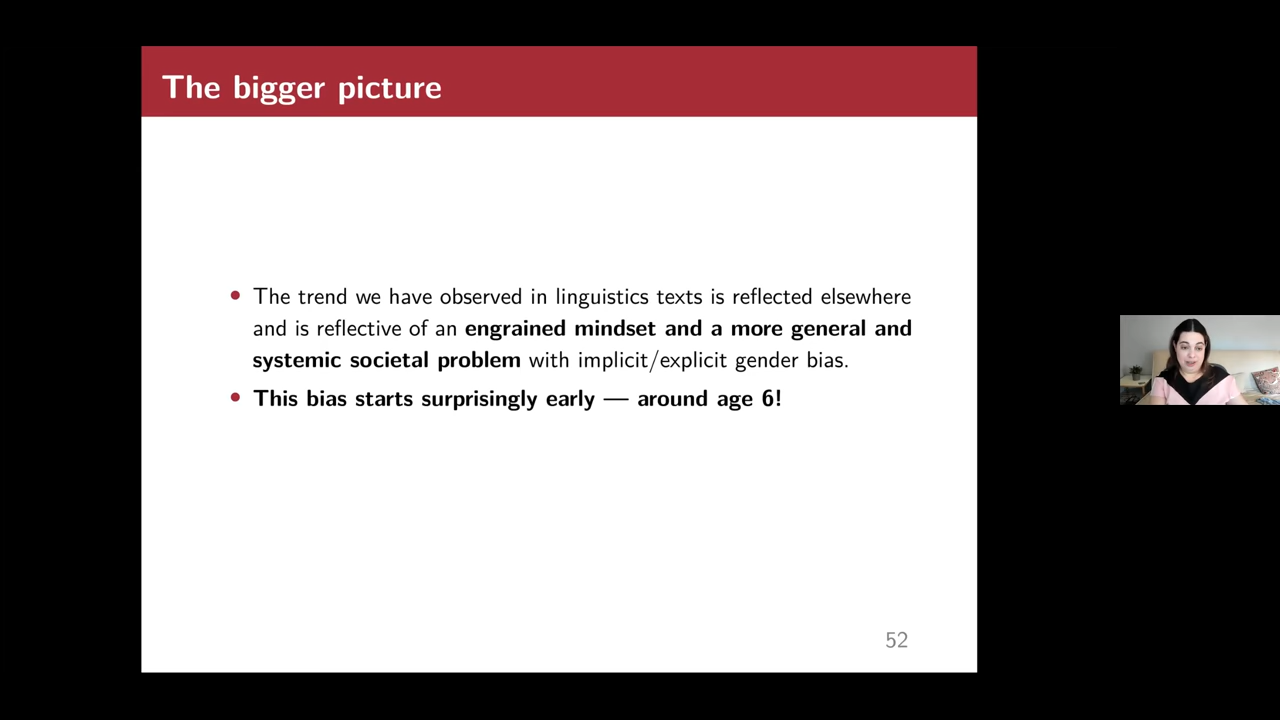 The bigger picture
• The trend we have observed in linguistics texts is reflected elsewhere
and is reflective of an engrained mindset and a more general and
systemic societal problem with implicit/explicit gender bias.
• This bias starts surprisingly early — around age 6!
52